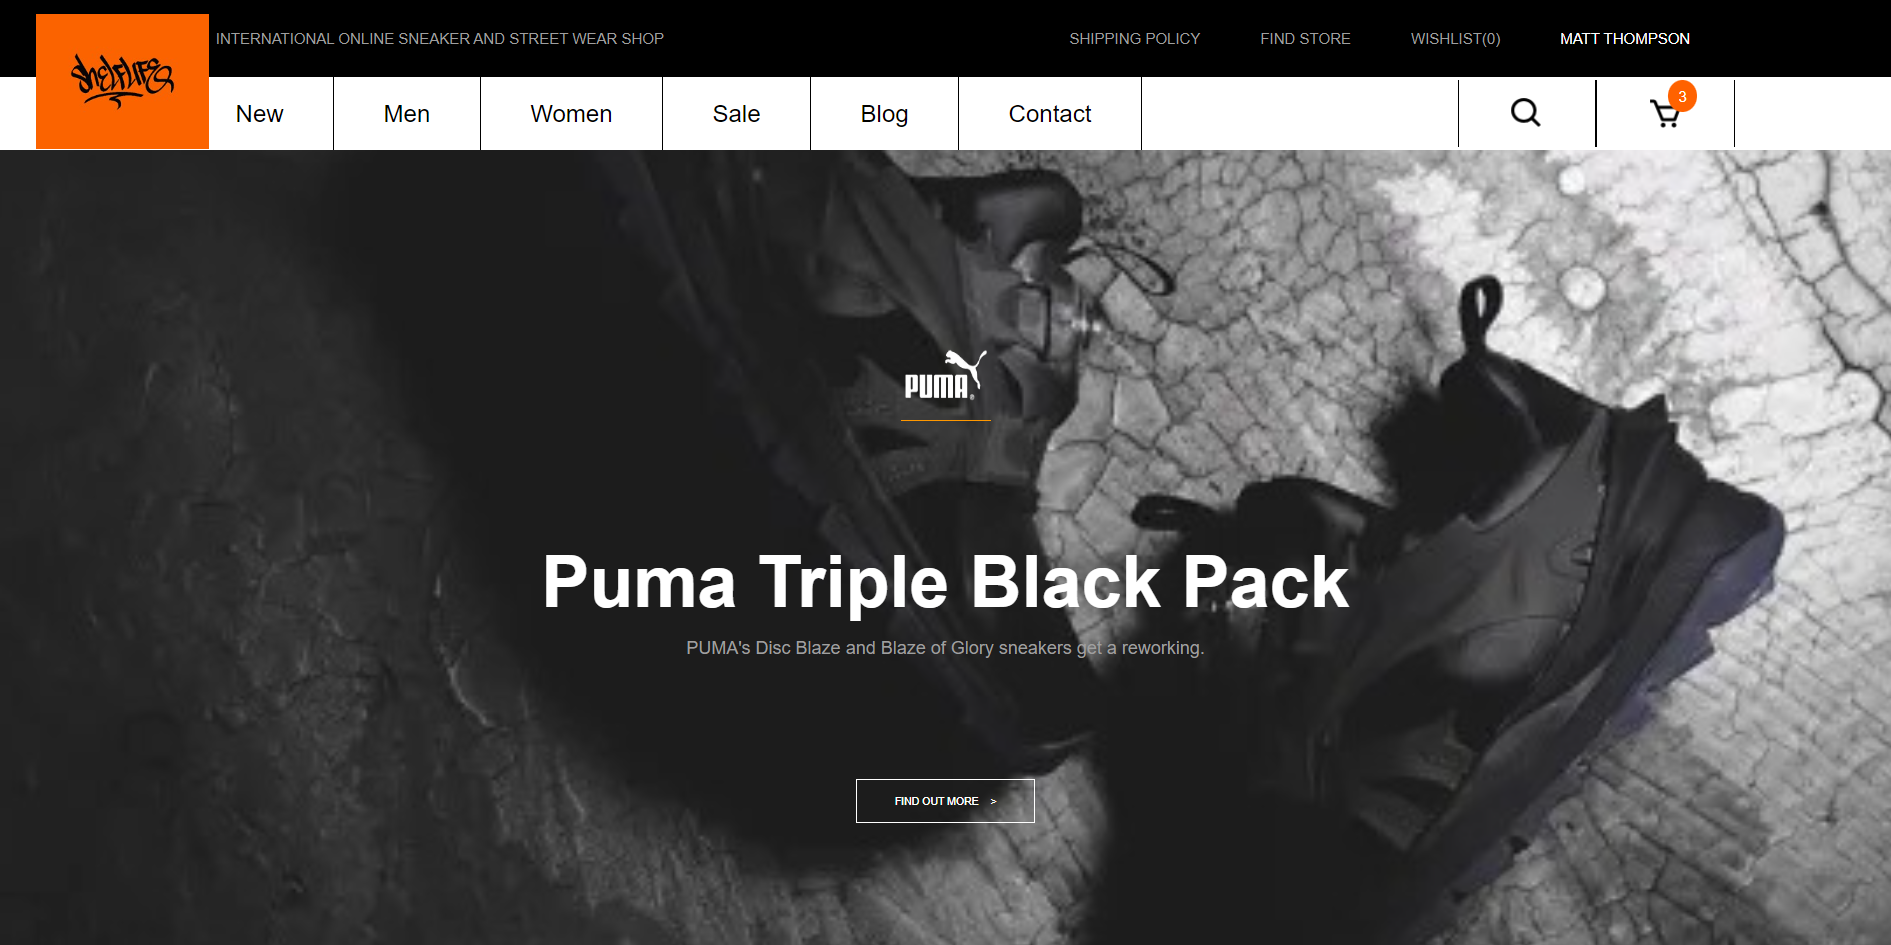 INTERNATIONAL ONLINE SNEAKER AND STREET WEAR SHOP
SHIPPING POLICY
FIND STORE
WISHLIST(0)
MATT THOMPSON
SHELFLIFE
New
Men
Women
Sale
Blog
Contact
3
PUMA®
Puma Triple Black Pack
PUMA's Disc Blaze and Blaze of Glory sneakers get a reworking.
FIND OUT MORE >